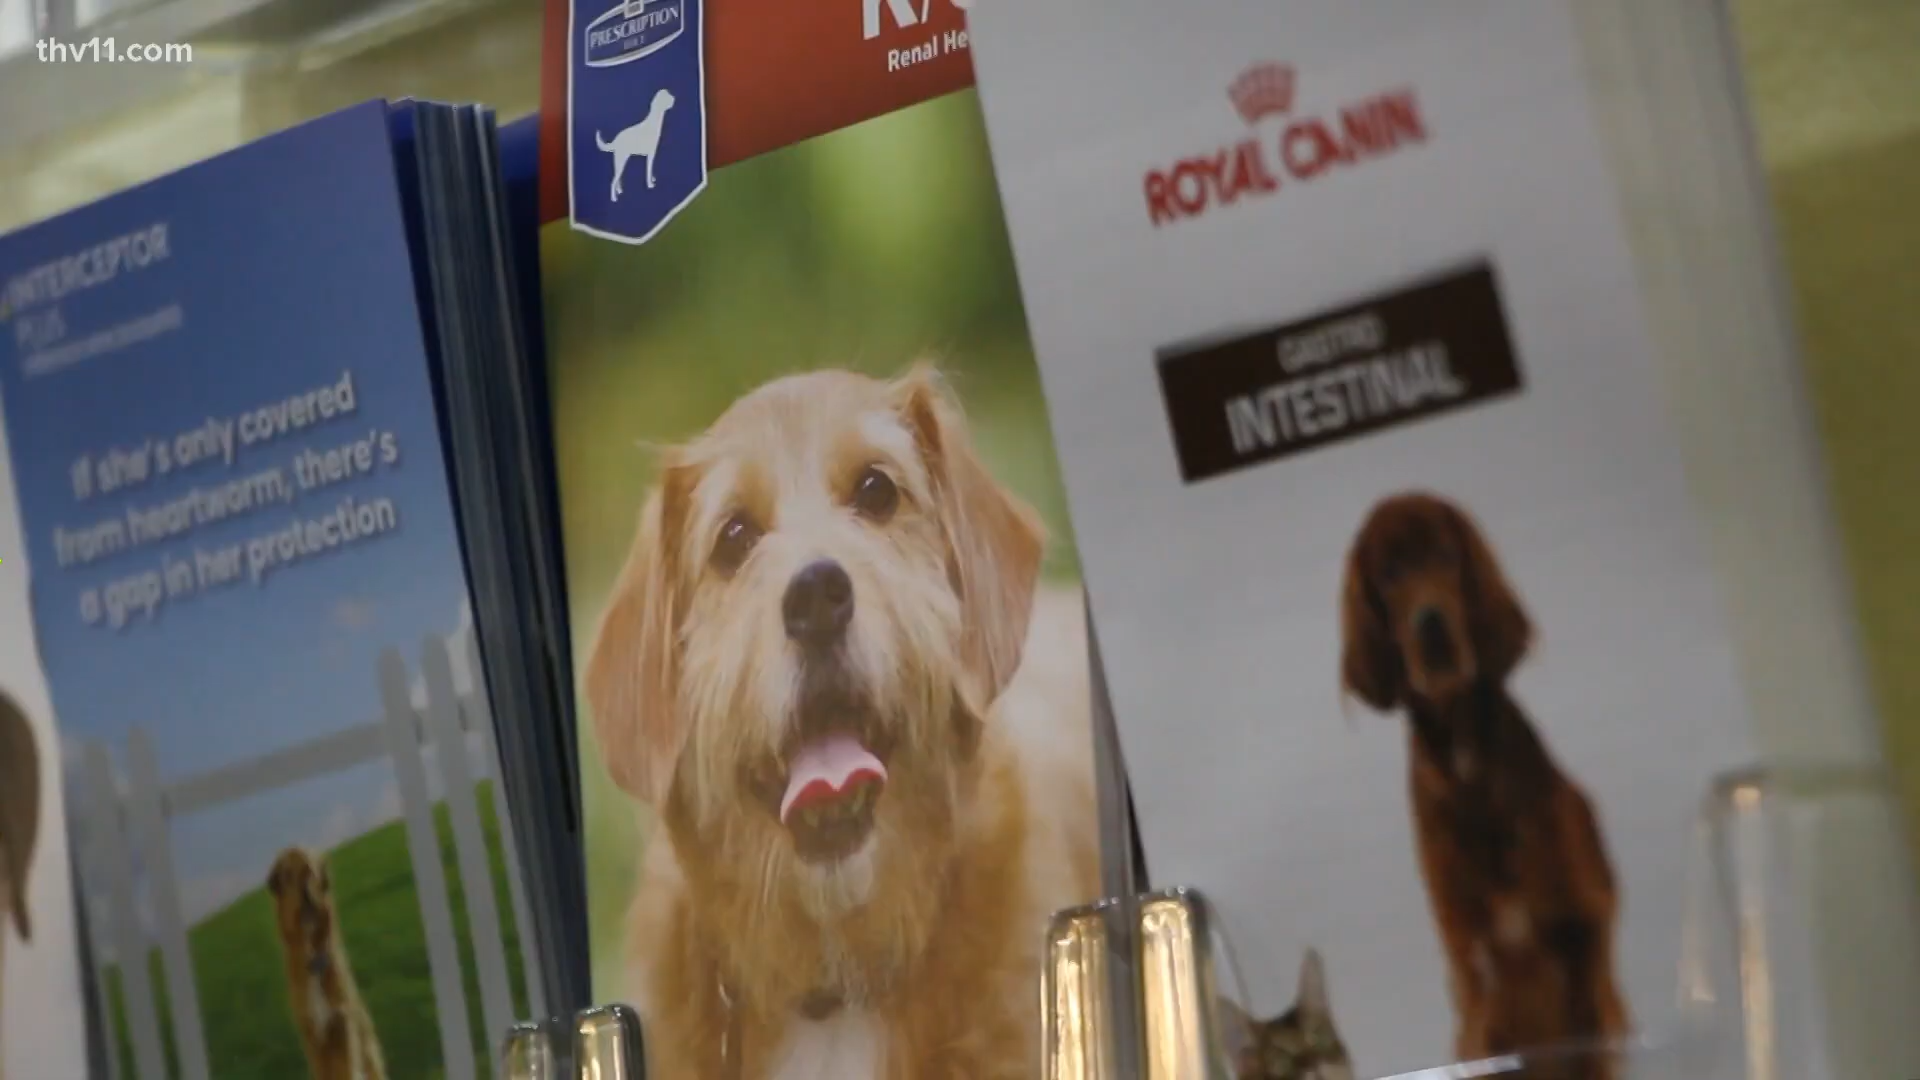 thv11.com
INTERCEPTOR
PLUS
If she's only covered
from heartworm, there's
a gap in her protection
PRESCRIPTION
DIET
Renal He
ROYAL CANIN
GASTRO
INTESTINAL